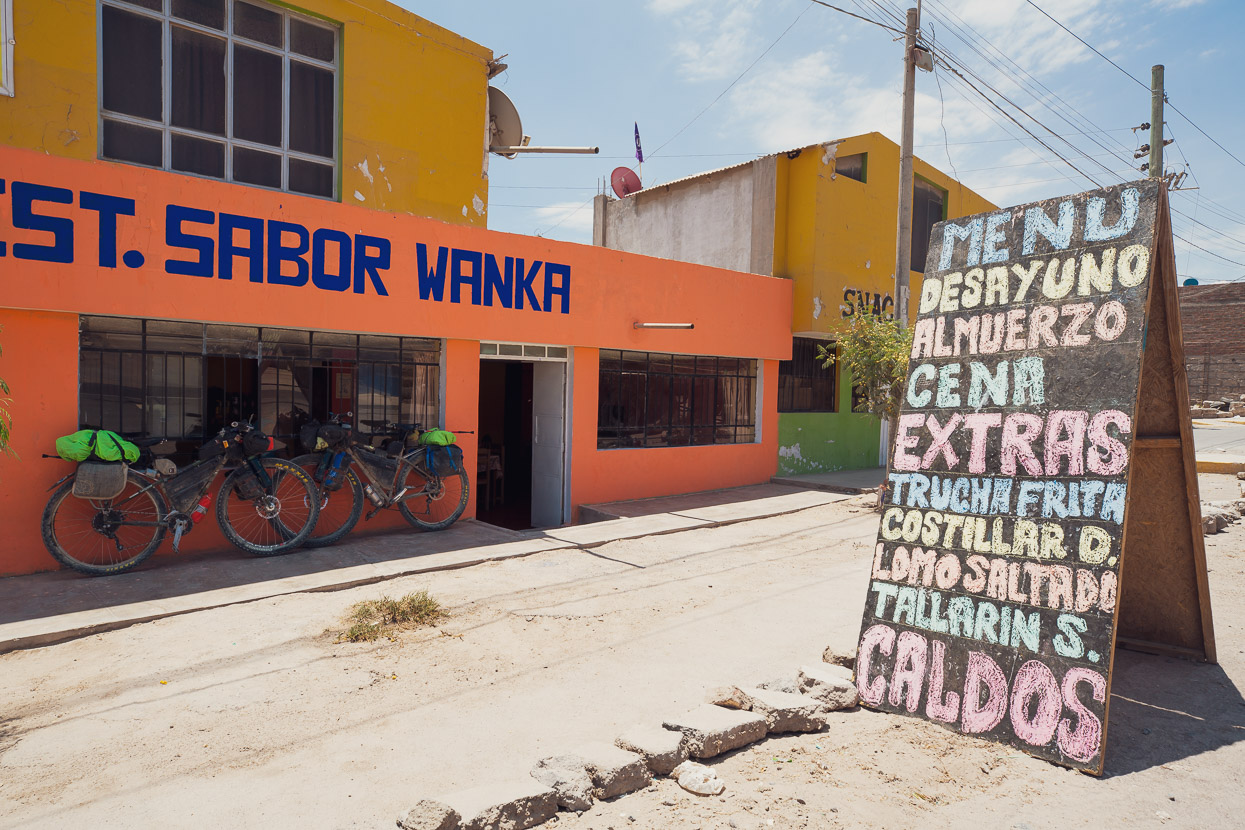 EST. SABOR WANKA
SNAC
MENU
DESAYUNO
ALMUERZO
CENA
EXTRAS
TRUCHA FRITA
COSTILLAR D.
LOMO SALTADO
TALLARIN S.
CALDOS